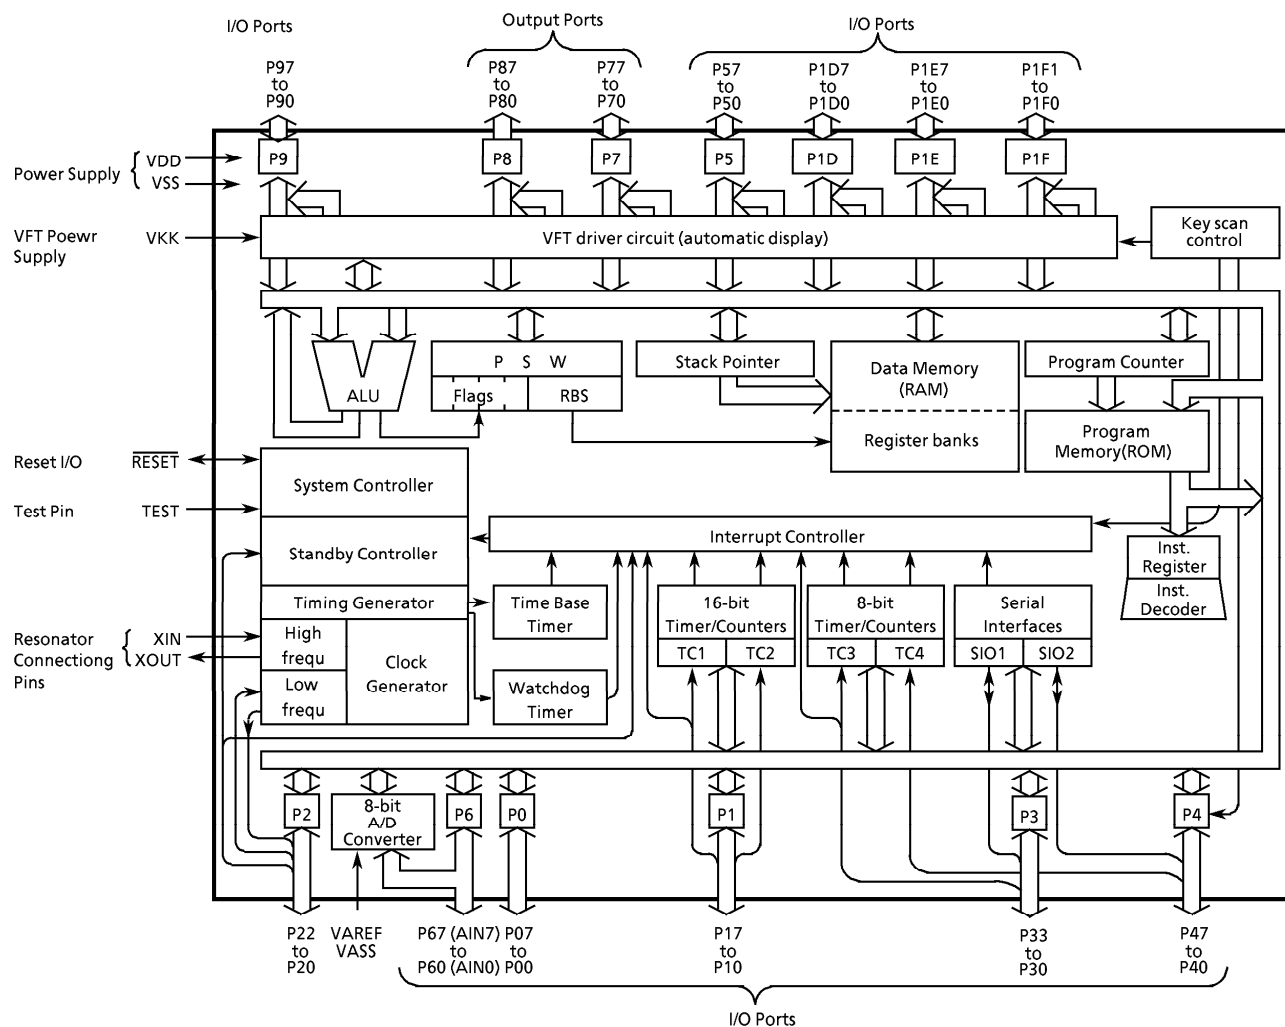 I/O Ports
Output Ports
I/O Ports
P97 to P90
P87 to P80
P77 to P70
P57 to P50
P1D7 to P1D0
P1E7 to P1E0
P1F1 to P1F0
P9
P8
P7
P5
P1D
P1E
P1F
Power Supply
VDD
VSS
VFT Poewr
Supply
VKK
VFT driver circuit (automatic display)
Key scan
control
ALU
P S W
Flags
RBS
Stack Pointer
Data Memory
(RAM)
Register banks
Program Counter
Program
Memory(ROM)
Reset I/O
RESET
Test Pin
TEST
System Controller
Standby Controller
Interrupt Controller
Inst.
Register
Inst.
Decoder
Timing Generator
Time Base
Timer
16-bit
Timer/Counters
TC1
TC2
8-bit
Timer/Counters
TC3
TC4
Serial
Interfaces
SIO1
SIO2
Resonator
Connectiong
Pins
XIN
XOUT
High
frequ
Low
frequ
Clock
Generator
Watchdog
Timer
P2
8-bit
A/D
Converter
P6
P0
P1
P3
P4
P22
to
P20
VAREF
VASS
P67 (AIN7)
to
P60 (AIN0)
P07
to
P00
P17
to
P10
P33
to
P30
P47
to
P40
I/O Ports